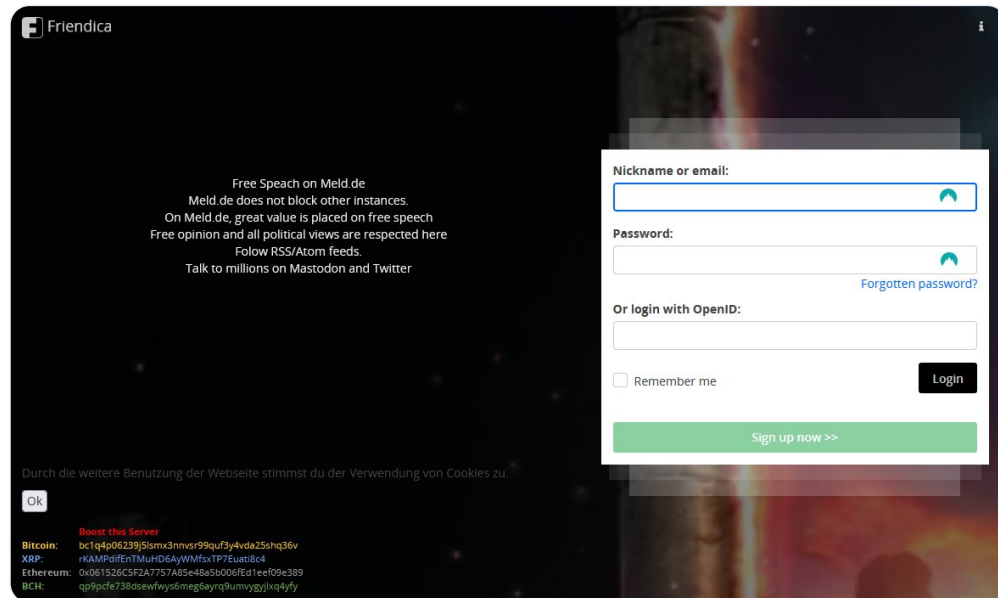 Friendica
Free Speach on Meld.de
Meld.de does not block other instances.
On Meld.de, great value is placed on free speech
Free opinion and all political views are respected here
Folow RSS/Atom feeds.
Talk to millions on Mastodon and Twitter
Nickname or email:
Password:
Forgotten password?
Or login with OpenID:
Remember me
Login
Sign up now >>
Durch die weitere Benutzung der Webseite stimmst du der Verwendung von Cookies zu.
Ok
Boost this Server
Bitcoin: bc1q4p06239j5lsmx3nnvsr99quf3y4vda25shq36v
XRP: rKAMPdifEnTMuHD6AyWMfsxTP7Euati8c4
Ethereum: 0x061526C5F2A7757A85e48a5b006fEd1eef09e389
BCH: qp9pcfe738dsewfwys6meg6ayrq9umvygyjlxq4yfy